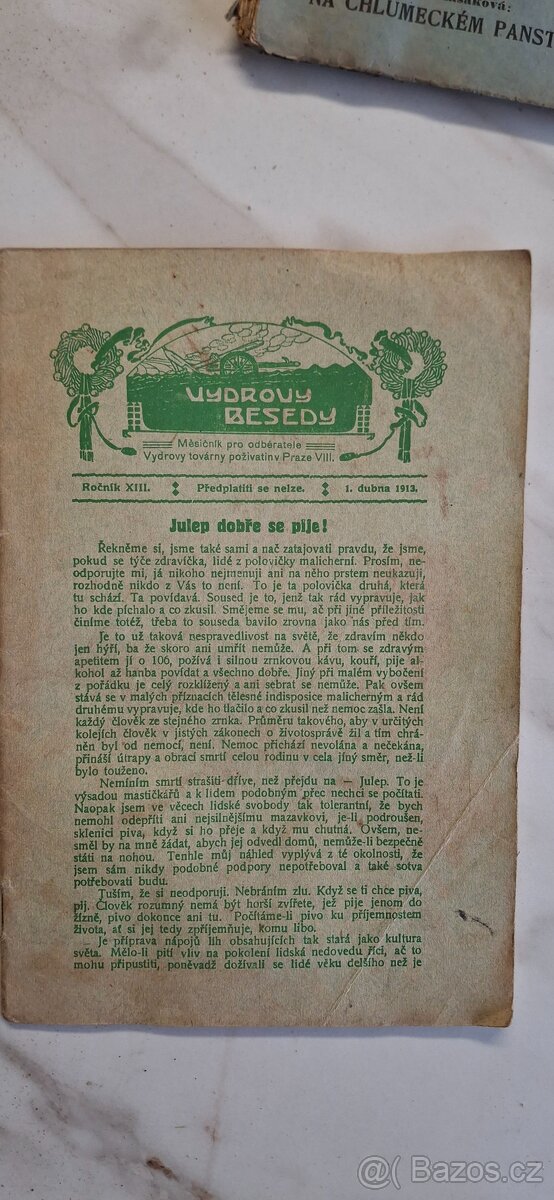 šaková:
NA CHLUMECKÉM PANST
VYDROVY
BESEDY
Měsíčník pro odběratele
Vydrovy továrny poživatin v Praze VIII.
Ročník XIII. Předplatiti se nelze. 1. dubna 1913.
Julep dobře se pije!
Řekněme si, jsme také sami a nač zatajovati pravdu, že jsme,
pokud se týče zdravíčka, lidé z polovičky malicherní. Prosím, ne-
odporujte mi, já nikoho nejmenuji ani na něho prstem neukazuji,
rozhodně nikdo z Vás to není. To je ta polovička druhá, která
tu schází. Ta povídavá. Soused je to, jenž tak rád vypravuje, jak
ho kde píchalo a co zkusil. Smějeme se mu, ač při jiné příležitosti
činíme totéž, třeba to souseda bavilo zrovna jako nás před tím.
Je to už taková nespravedlivost na světě, že zdravím někdo
jen hýří, ba že skoro ani umřít nemůže. A při tom se zdravým
apetitem jí o 106, požívá i silnou zrnkovou kávu, kouří, pije al-
kohol až hanba povídat a všechno dobře. Jiný při malém vybočení
z pořádku je celý rozklížený a ani sebrat se nemůže. Pak ovšem
stává se v malých příznacích tělesné indisposice malicherným a rád
druhému vypravuje, kde ho tlačilo a co zkusil než nemoc zašla. Není
každý člověk ze stejného zrnka. Průměru takového, aby v určitých
kolejích člověk v jistých zákonech o životosprávě žil a tím chrá-
něn byl od nemocí, není. Nemoc přichází nevolána a nečekána,
přináší útrapy a obrací smrtí celou rodinu v cela jiný směr, než-li
bylo touženo.
Nemíním smrtí strašiti dříve, než přejdu na — Julep. To je
výsadou mastičkářů a k lidem podobným přec nechci se počítati.
Naopak jsem ve věcech lidské svobody tak tolerantní, že bych
nemohl odepříti ani nejsilnějšímu mazavkovi, je-li podroušen,
sklenici piva, když si ho přeje a když mu chutná. Ovšem, ne-
směl by na mně žádat, abych jej odvedl domů, nemůže-li bezpečně
státi na nohou. Tenhle můj náhled vyplývá z té okolnosti, že
jsem sám nikdy podobné podpory nepotřeboval a také sotva
potřebovati budu.
Tuším, že si neodporuji. Nebráním zlu. Když se ti chce piva,
pij. Člověk rozumný nemá být horší zvířete, jež pije jenom do
žízně, pivo dokonce ani tu. Počítáme-li pivo ku příjemnostem
života, ať si jej tedy zpříjemňuje, komu libo.
Je příprava nápojů líh obsahujících tak stará jako kultura
světa. Mělo-li pití vliv na pokolení lidská nedovedu říci, ač to
mohu připustiti, poněvadž dožívali se lidé věku delšího než je
@( Bazoš.cz